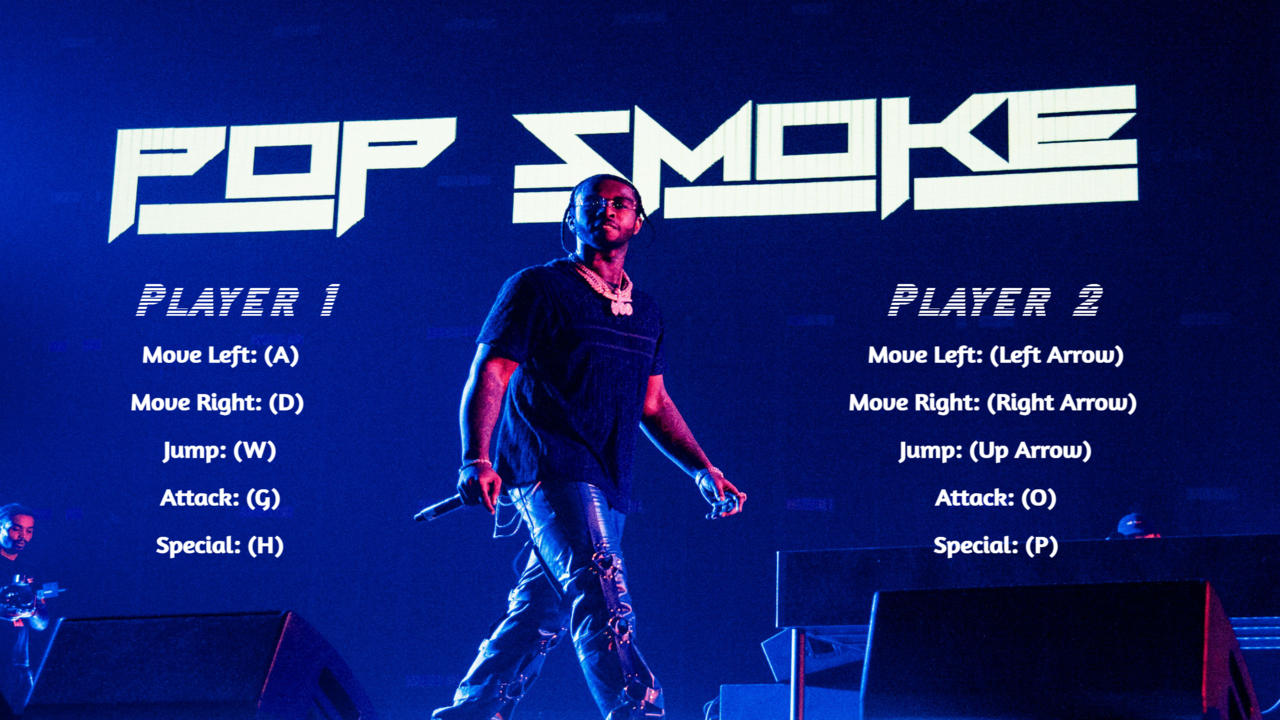 POP SMOKE
PLAYER 1
Move Left: (A)
Move Right: (D)
Jump: (W)
Attack: (G)
Special: (H)
PLAYER 2
Move Left: (Left Arrow)
Move Right: (Right Arrow)
Jump: (Up Arrow)
Attack: (O)
Special: (P)